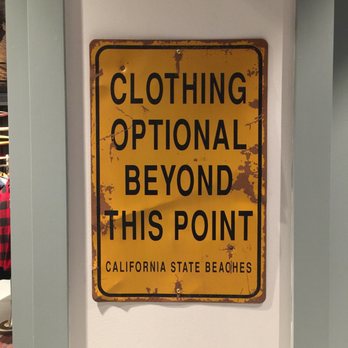 CLOTHING
OPTIONAL
BEYOND
THIS POINT
CALIFORNIA STATE BEACHES